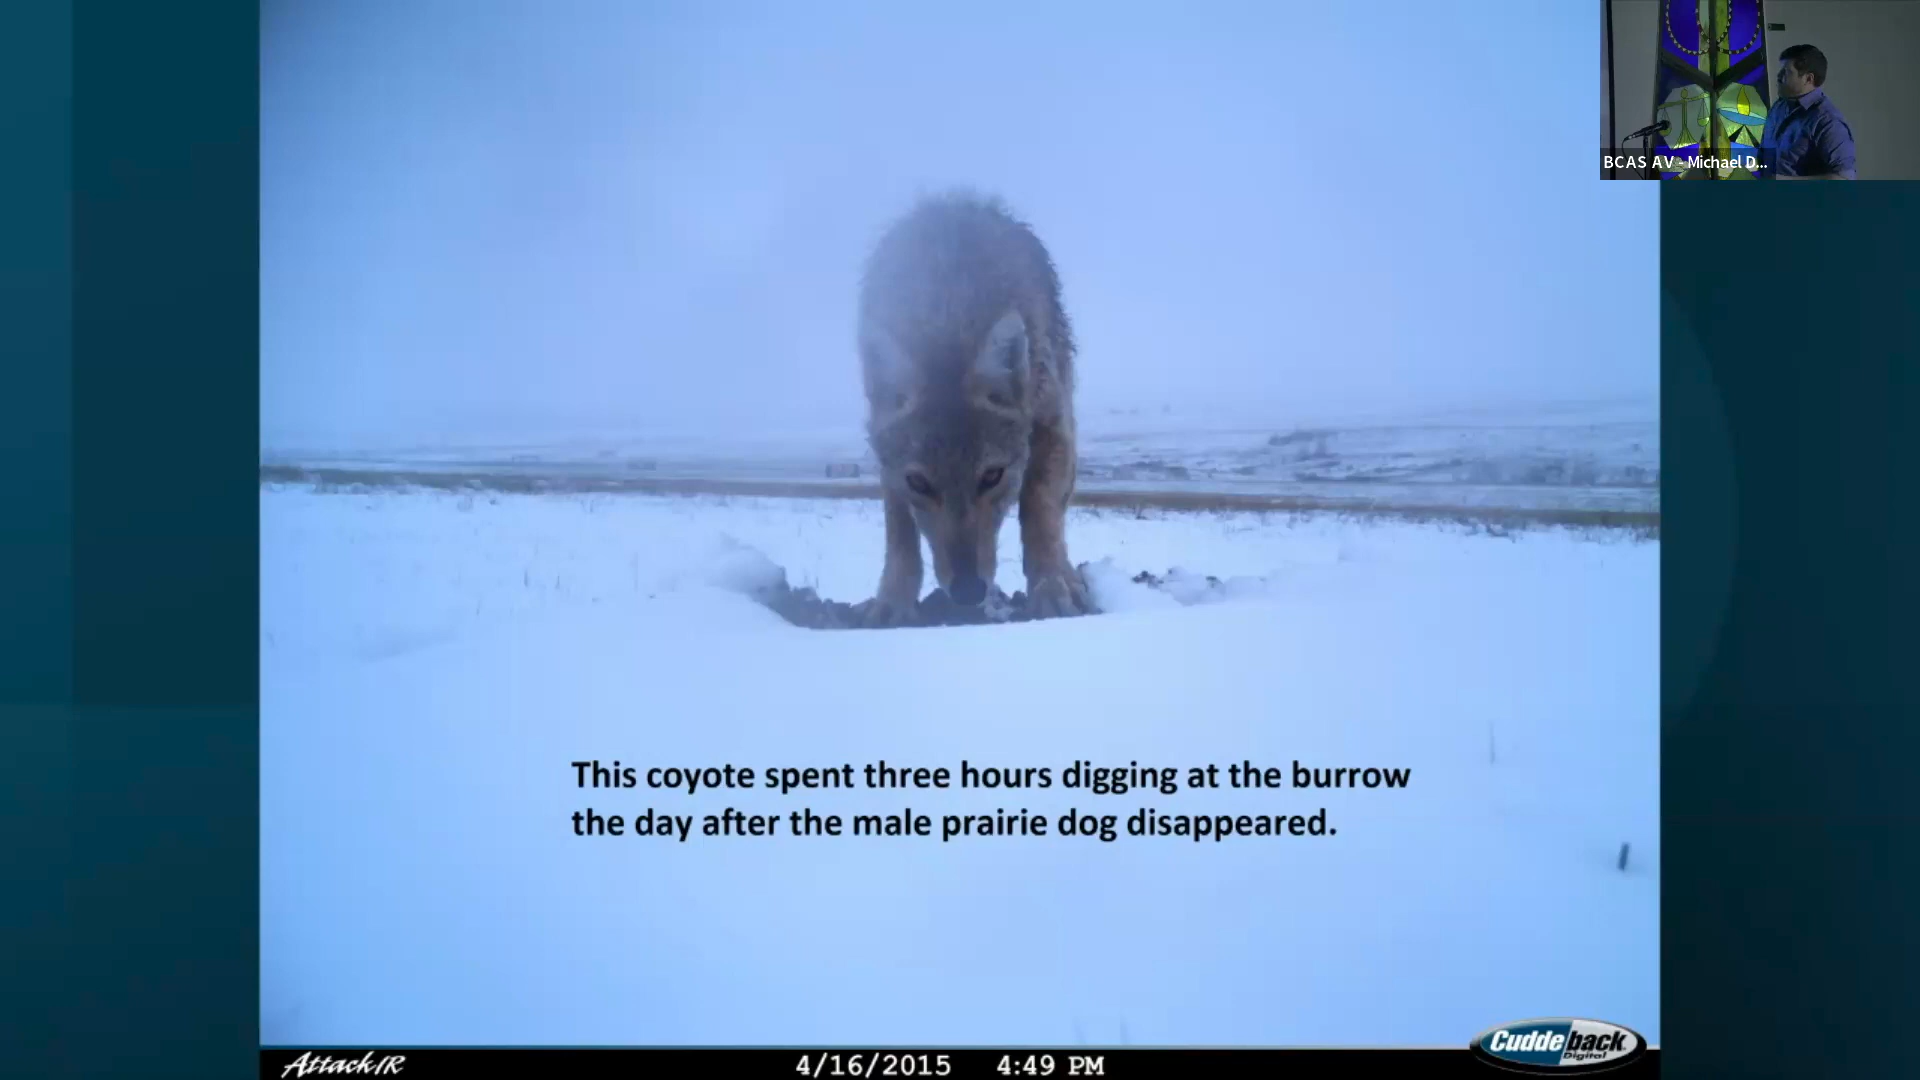 BCAS AV - Michael D...
This coyote spent three hours digging at the burrow
the day after the male prairie dog disappeared.
Cuddeback
Digital
AttackIR
4/16/2015 4:49 PM